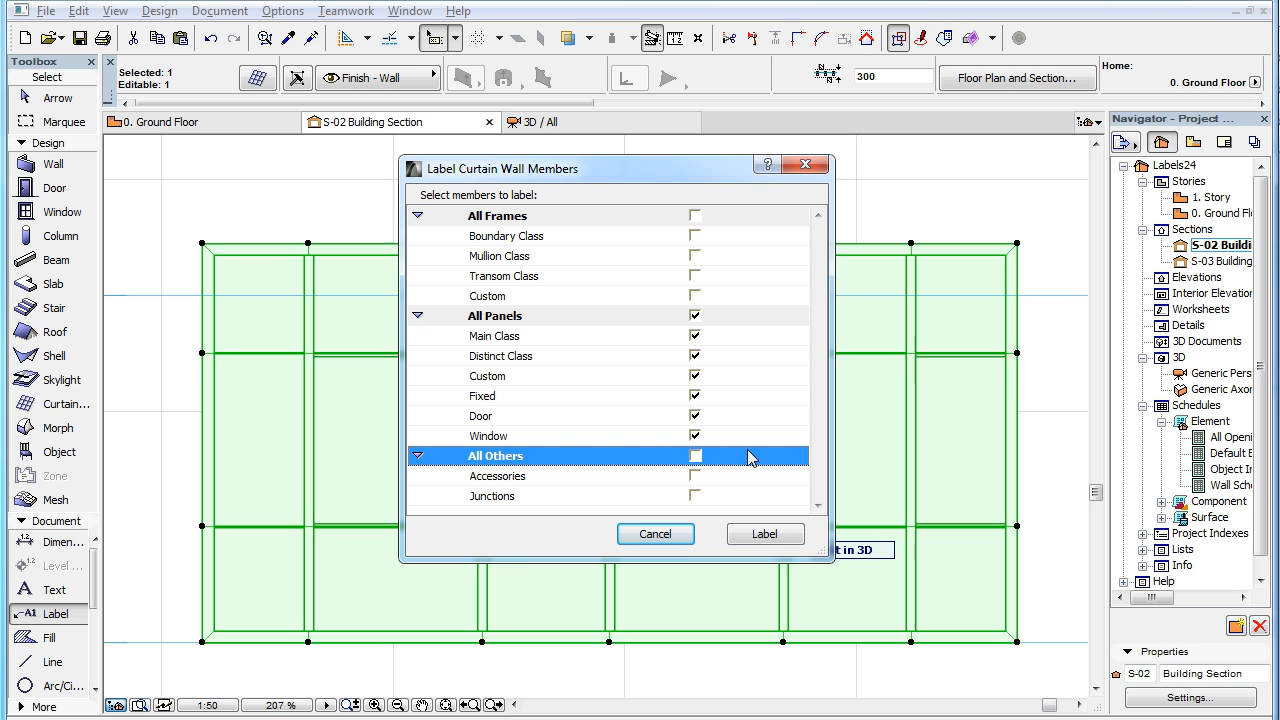 File Edit View Design Document Options Teamwork Window Help
Toolbox
Select
Arrow
Marquee
Design
Wall
Door
Window
Column
Beam
Slab
Stair
Roof
Shell
Skylight
Curtain...
Morph
Object
Zone
Mesh
Document
Dimen...
Level ...
Text
A1 Label
Fill
Line
Arc/Ci...
More
Selected: 1
Editable: 1
Finish - Wall
300
Floor Plan and Section...
Home:
0. Ground Floor
0. Ground Floor
S-02 Building Section
3D / All
Label Curtain Wall Members
Select members to label:
All Frames
Boundary Class
Mullion Class
Transom Class
Custom
All Panels
Main Class
Distinct Class
Custom
Fixed
Door
Window
All Others
Accessories
Junctions
Cancel
Label
t in 3D
1:50
207 %
Navigator - Project ...
Labels24
Stories
1. Story
0. Ground Fl
Sections
S-02 Buildi
S-03 Building
Elevations
Interior Elevation
Worksheets
Details
3D Documents
3D
Generic Pers
Generic Axon
Schedules
Element
All Openi
Default E
Object In
Wall Sche
Component
Surface
Project Indexes
Lists
Info
Help
Properties
S-02
Building Section
Settings...